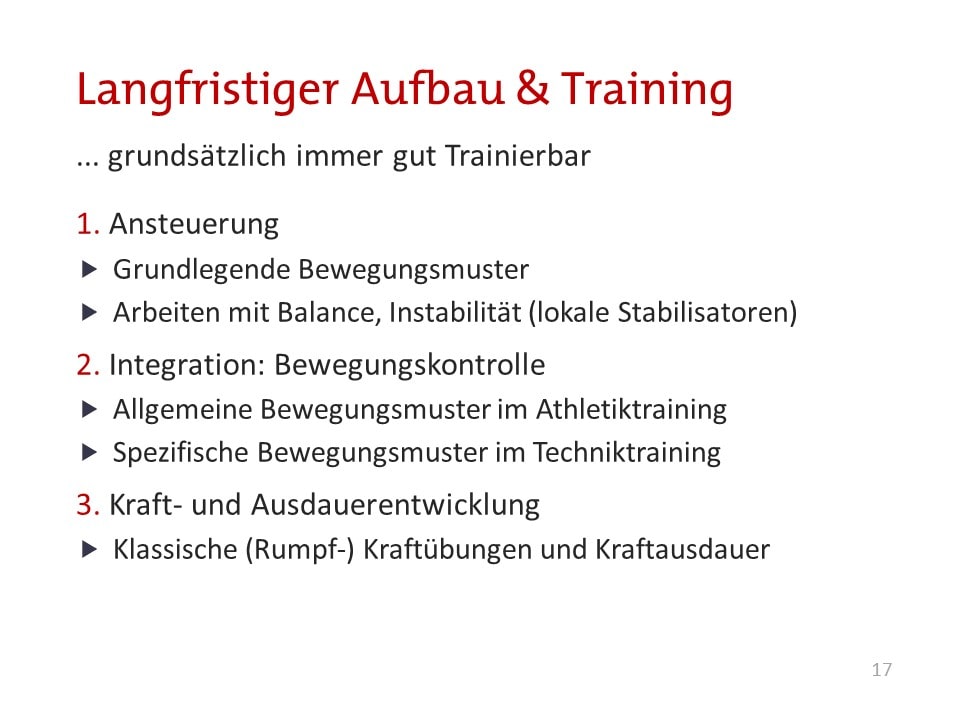 Langfristiger Aufbau & Training
... grundsätzlich immer gut Trainierbar
1. Ansteuerung
Grundlegende Bewegungsmuster
Arbeiten mit Balance, Instabilität (lokale Stabilisatoren)
2. Integration: Bewegungskontrolle
Allgemeine Bewegungsmuster im Athletiktraining
Spezifische Bewegungsmuster im Techniktraining
3. Kraft- und Ausdauerentwicklung
Klassische (Rumpf-) Kraftübungen und Kraftausdauer
17